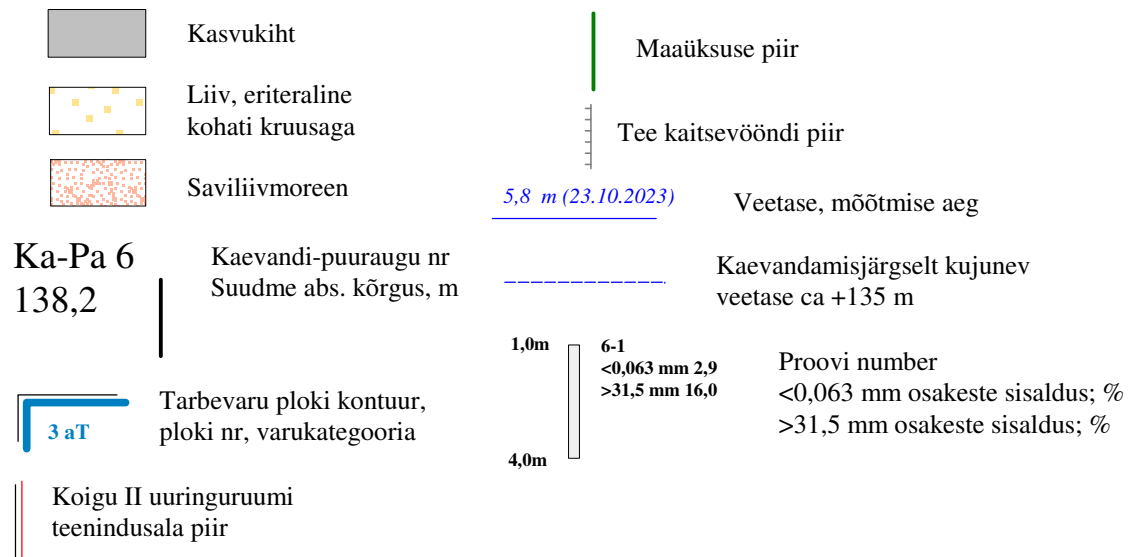 Kasvukiht
Liiv, eriteraline
kohati kruusaga
Saviliivmoreen
Ka-Pa 6
138,2
Kaevandi-puuraugu nr
Suudme abs. kõrgus, m
3 aT
Tarbevaru ploki kontuur,
ploki nr, varukategooria
Koigu II uuringuruumi
teenindusala piir
Maaüksuse piir
Tee kaitsevööndi piir
5,8 m (23.10.2023)
Veetase, mõõtmise aeg
Kaevandamisjärgselt kujunev
veetase ca +135 m
1,0m
6-1
<0,063 mm 2,9
>31,5 mm 16,0
4,0m
Proovi number
<0,063 mm osakeste sisaldus; %
>31,5 mm osakeste sisaldus; %